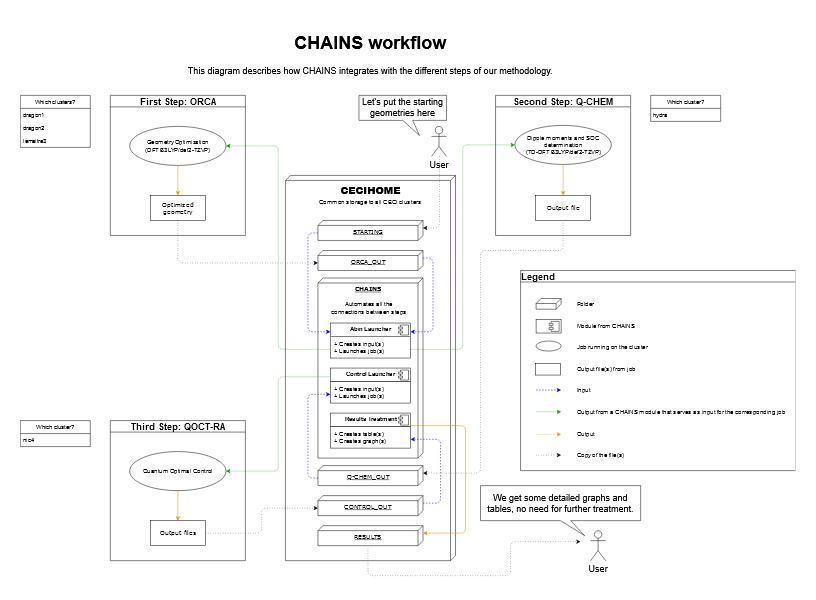 CHAINS workflow
This diagram describes how CHAINS integrates with the different steps of our methodology.
Which clusters?
dragon1
dragon2
lemaitre3
First Step: ORCA
Geometry Optimization
(DFT B3LYP/def2-TZVP)
Optimized
geometry
Let's put the starting
geometries here
User
Second Step: Q-CHEM
Dipole moments and SOC
determination
(TD-DFT B3LYP/def2-TZVP)
Output file
Which cluster?
hydra
CECIHOME
Common storage to all CECI clusters
STARTING
ORCA_OUT
CHAINS
Automates all the
connections between steps
Abin Launcher
+ Creates input(s)
+ Launches job(s)
Control Launcher
+ Creates input(s)
+ Launches job(s)
Results Treatment
+ Creates table(s)
+ Creates graph(s)
Q-CHEM_OUT
CONTROL_OUT
RESULTS
Legend
Folder
Module from CHAINS
Job running on the cluster
Output file(s) from job
Input
Output from a CHAINS module that serves as input for the corresponding job
Output
Copy of the file(s)
Which cluster?
nic4
Third Step: QOCT-RA
Quantum Optimal Control
Output files
We get some detailed graphs and
tables, no need for further treatment.
User